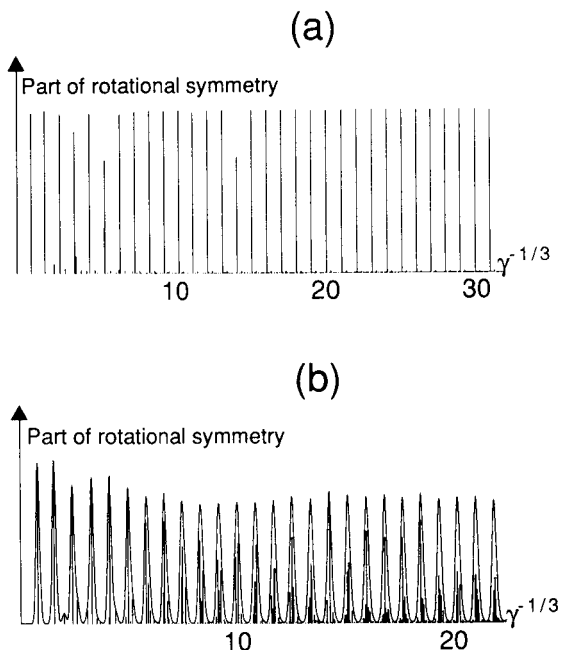 (a)
Part of rotational symmetry
γ⁻¹/³
10 20 30
(b)
Part of rotational symmetry
γ⁻¹/³
10 20